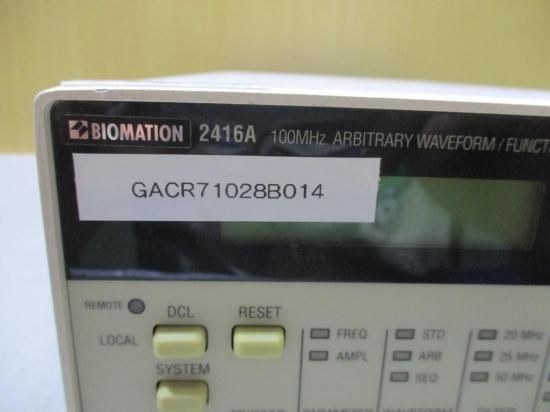 BIOMATION 2416A 100MHz ARBITRARY WAVEFORM/FUNCT
GACR71028B014
REMOTE
DCL
RESET
LOCAL
FREQ
STD
20 MHz
AMPL
ARB
25 MHz
SYSTEM
SEQ
50 MHz